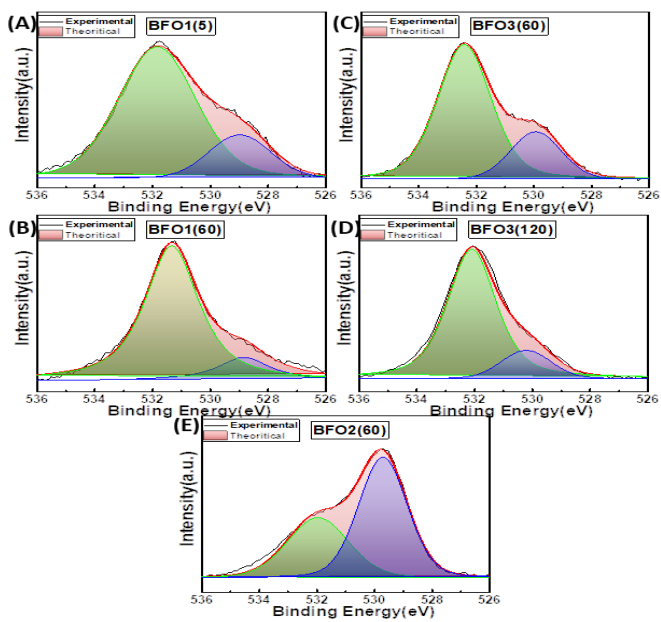 (A)
Experimental
Theoritical
BFO1(5)
Intensity(a.u.)
536 534 532 530 528 526
Binding Energy(eV)
(C)
Experimental
Theoritical
BFO3(60)
Intensity(a.u.)
536 534 532 530 528 526
Binding Energy(eV)
(B)
Experimental
Theoritical
BFO1(60)
Intensity(a.u.)
536 534 532 530 528 526
Binding Energy(eV)
(D)
Experimental
Theoritical
BFO3(120)
Intensity(a.u.)
536 534 532 530 528 526
Binding Energy(eV)
(E)
Experimental
Theoritical
BFO2(60)
Intensity(a.u.)
536 534 532 530 528 526
Binding Energy(eV)